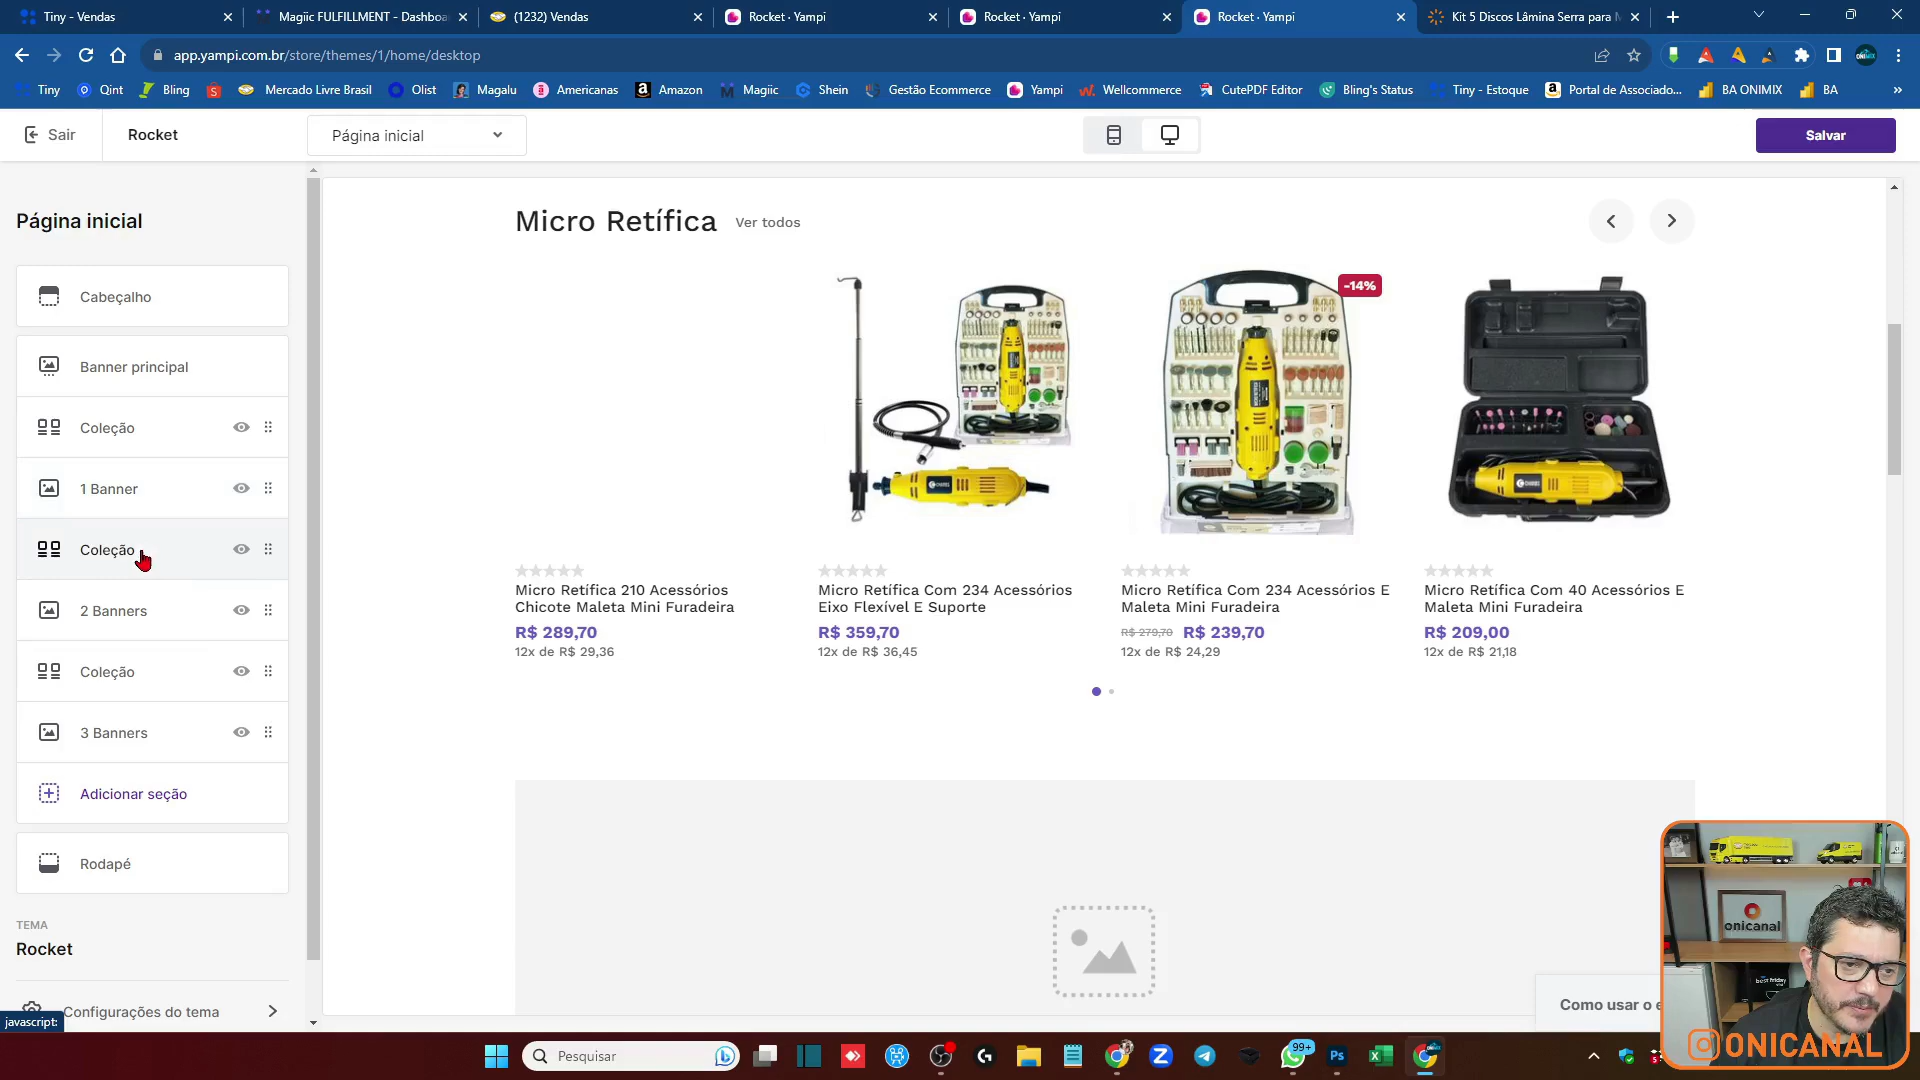 Tiny - Vendas
Magiic FULFILLMENT - Dashboa
(1232) Vendas
Rocket · Yampi
Rocket · Yampi
Rocket · Yampi
Kit 5 Discos Lâmina Serra para
app.yampi.com.br/store/themes/1/home/desktop
Tiny
Qint
Bling
Mercado Livre Brasil
Olist
Magalu
Americanas
Amazon
Magiic
Shein
Gestão Ecommerce
Yampi
Wellcommerce
CutePDF Editor
Bling's Status
Tiny - Estoque
Portal de Associado...
BA ONIMIX
BA
»
Sair
Rocket
Página inicial
Salvar
Página inicial
Cabeçalho
Banner principal
Coleção
1 Banner
Coleção
2 Banners
Coleção
3 Banners
Adicionar seção
Rodapé
TEMA
Rocket
Configurações do tema
javascript:
Micro Retífica
Ver todos
-14%
Micro Retífica 210 Acessórios
Chicote Maleta Mini Furadeira
R$ 289,70
12x de R$ 29,36
Micro Retífica Com 234 Acessórios
Eixo Flexível E Suporte
R$ 359,70
12x de R$ 36,45
Micro Retífica Com 234 Acessórios E
Maleta Mini Furadeira
R$ 279,70 R$ 239,70
12x de R$ 24,29
Micro Retífica Com 40 Acessórios E
Maleta Mini Furadeira
R$ 209,00
12x de R$ 21,18
Como usar o e
onicanal
ONICANAL
Pesquisar
99+